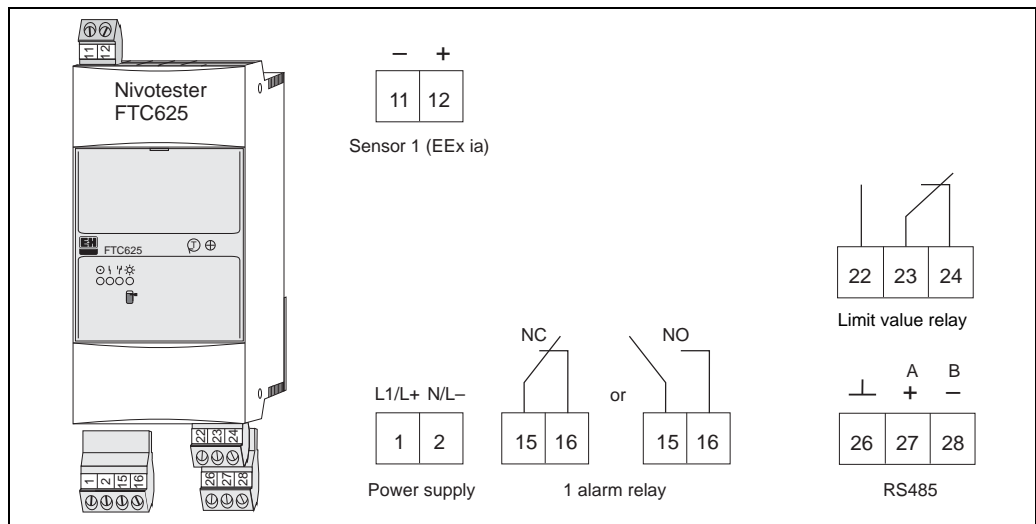 11 12
Nivotester
FTC625
EH FTC625
1 2 15 16
22 23 24
26 27 28
− +
11 12
Sensor 1 (EEx ia)
L1/L+ N/L−
1 2
Power supply
NC or NO
15 16 15 16
1 alarm relay
22 23 24
Limit value relay
A B
+ −
26 27 28
RS485